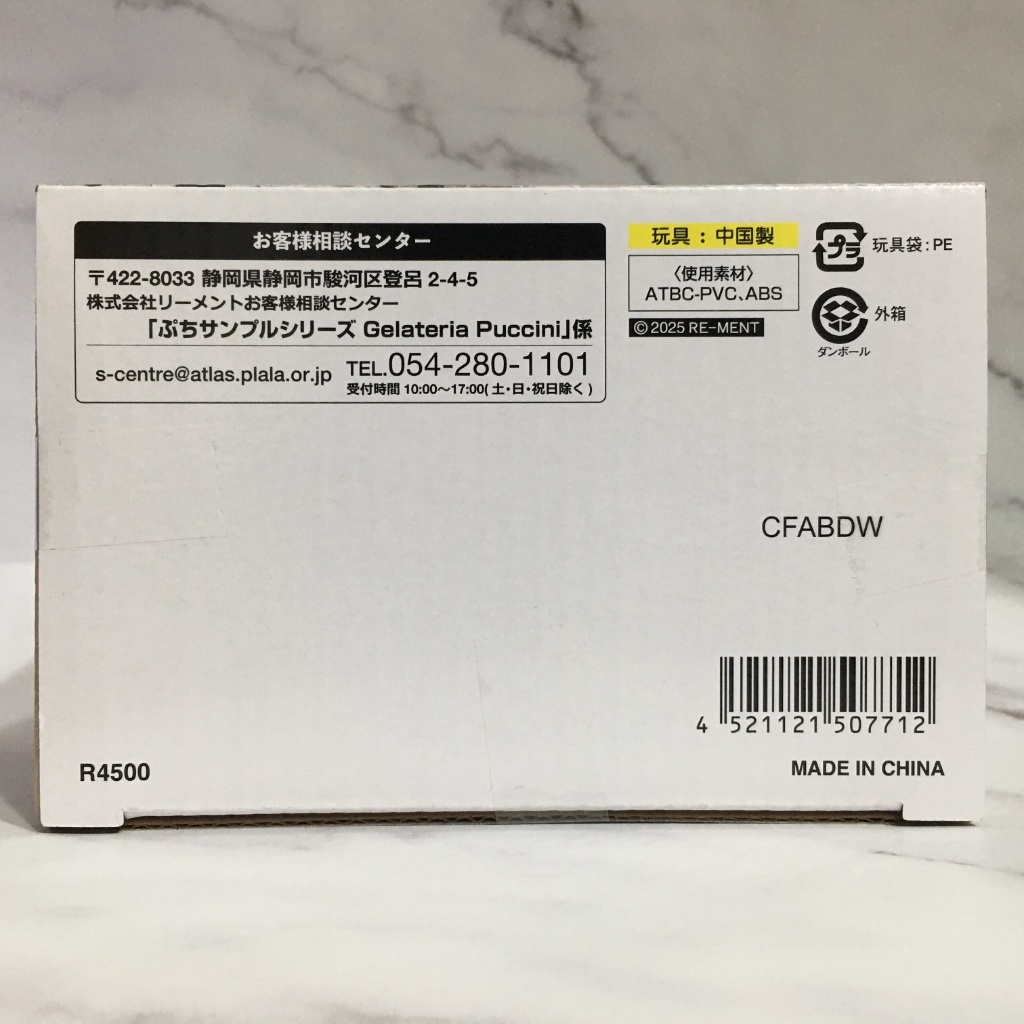 お客様相談センター
〒422-8033 静岡県静岡市駿河区登呂 2-4-5
株式会社リーメントお客様相談センター
「ぷちサンプルシリーズ Gelateria Puccini」係
s-centre@atlas.plala.or.jp
TEL.054-280-1101
受付時間 10:00〜17:00(土・日・祝日除く)
玩具：中国製
〈使用素材〉
ATBC-PVC、ABS
©2025 RE-MENT
プラ
玩具袋：PE
外箱
ダンボール
CFABDW
4 521121 507712
R4500
MADE IN CHINA